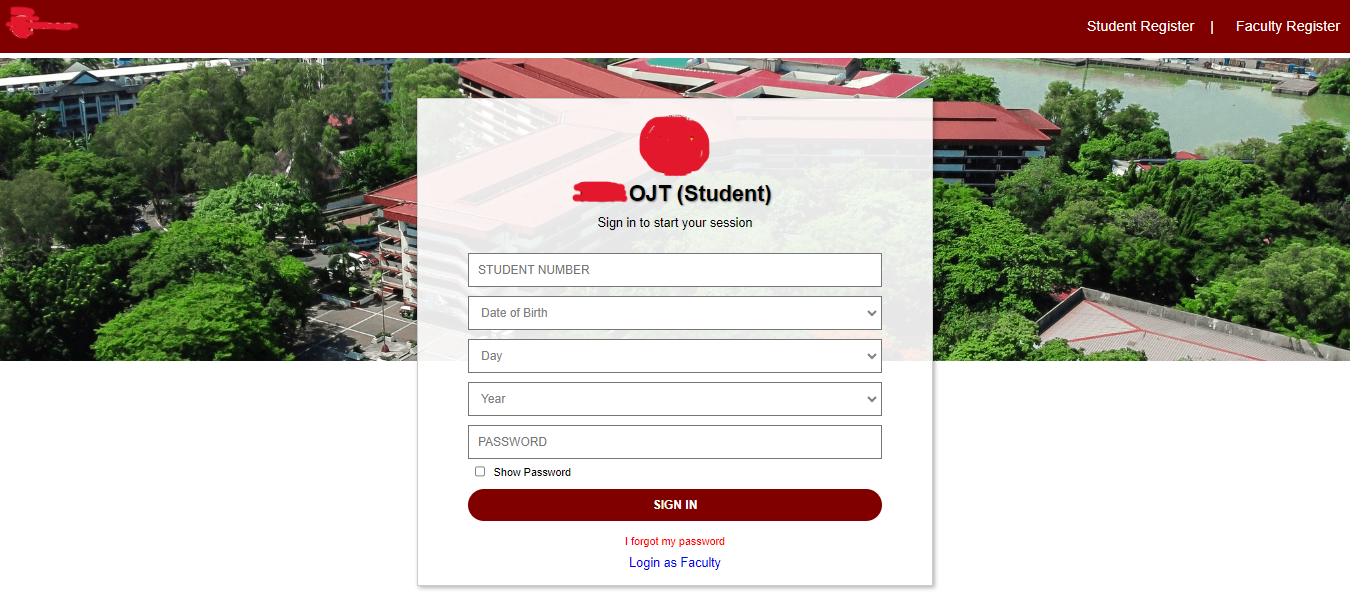 Student Register | Faculty Register
OJT (Student)
Sign in to start your session
STUDENT NUMBER
Date of Birth
Day
Year
PASSWORD
Show Password
SIGN IN
I forgot my password
Login as Faculty